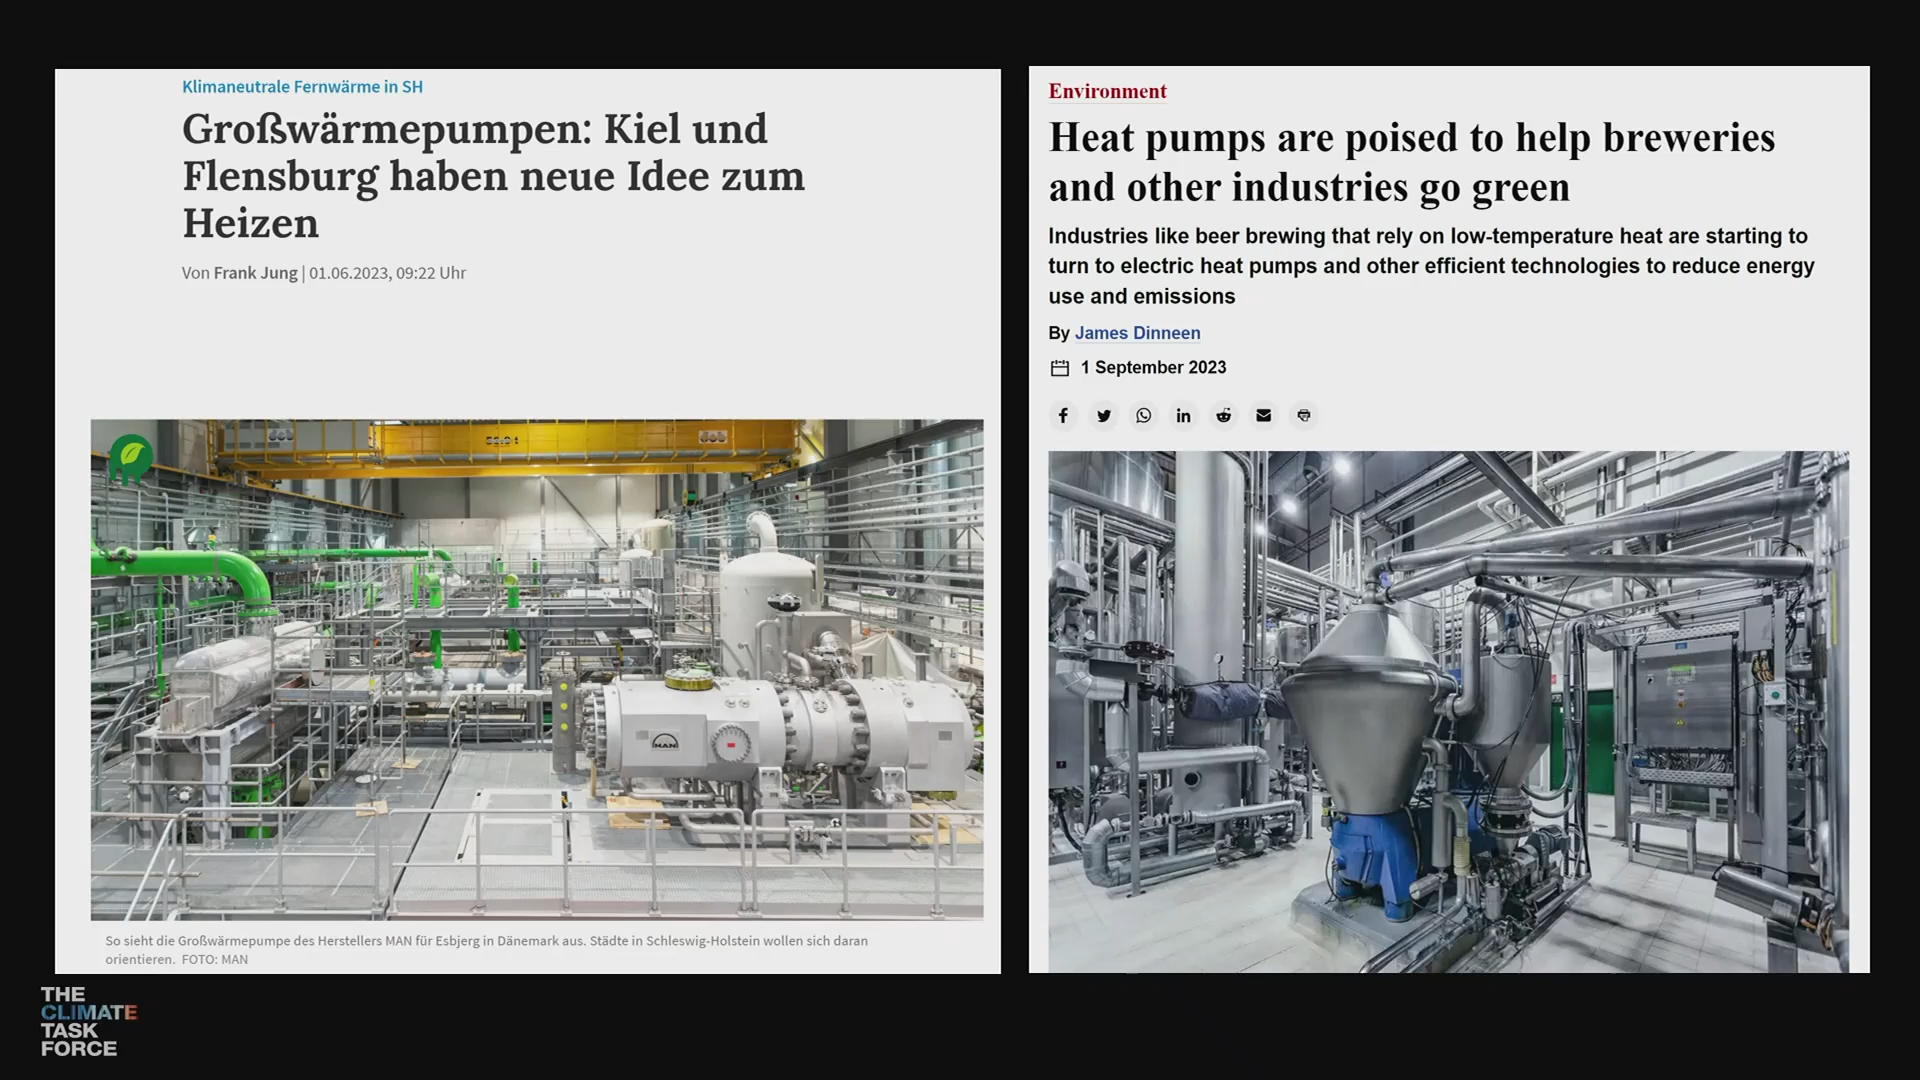 Klimaneutrale Fernwärme in SH
Großwärmepumpen: Kiel und
Flensburg haben neue Idee zum
Heizen
Von Frank Jung | 01.06.2023, 09:22 Uhr
MAN
So sieht die Großwärmepumpe des Herstellers MAN für Esbjerg in Dänemark aus. Städte in Schleswig-Holstein wollen sich daran
orientieren. FOTO: MAN
Environment
Heat pumps are poised to help breweries
and other industries go green
Industries like beer brewing that rely on low-temperature heat are starting to
turn to electric heat pumps and other efficient technologies to reduce energy
use and emissions
By James Dinneen
1 September 2023
THE
CLIMATE
TASK
FORCE